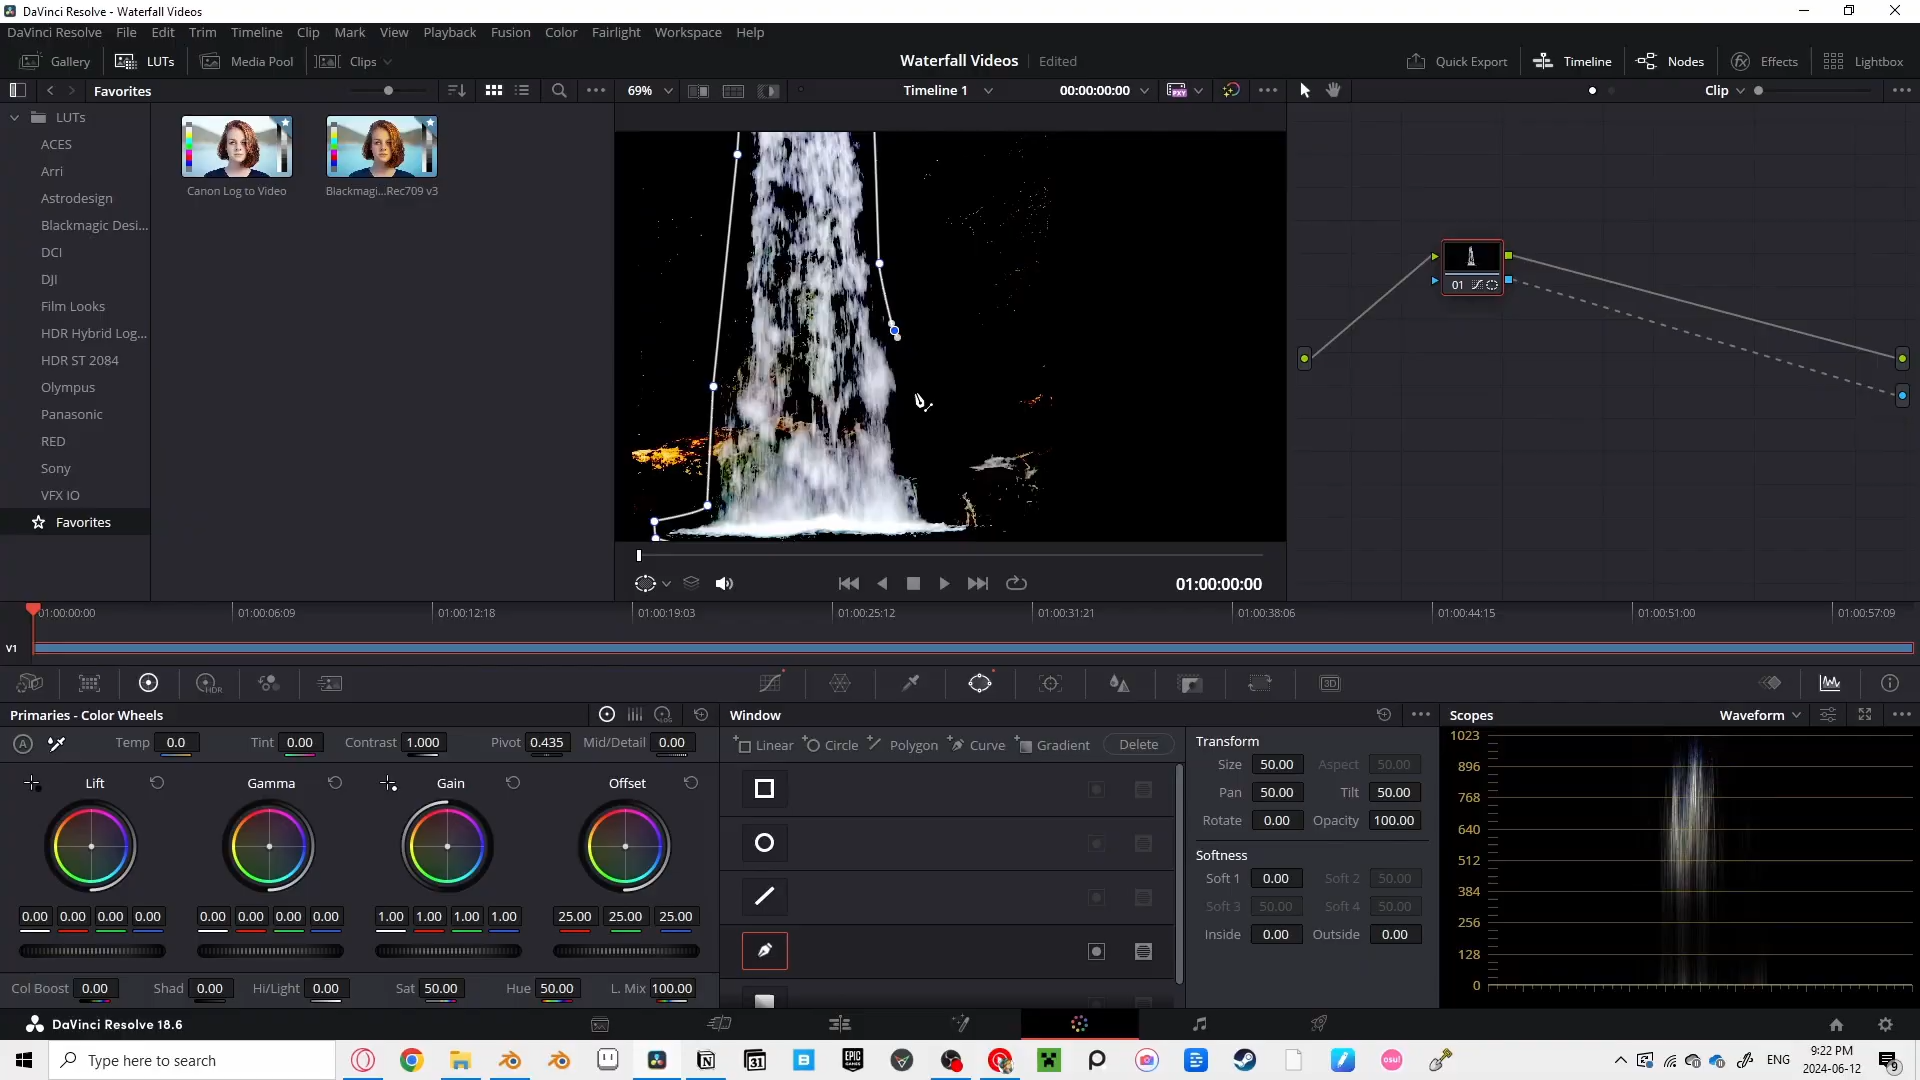 DaVinci Resolve - Waterfall Videos
DaVinci Resolve File Edit Trim Timeline Clip Mark View Playback Fusion Color Fairlight Workspace Help
Gallery LUTs Media Pool Clips Waterfall Videos Edited Quick Export Timeline Nodes Effects Lightbox
Favorites 69% Timeline 1 00:00:00:00 PXY Clip
LUTs
ACES
Arri
Astrodesign
Blackmagic Desi...
DCI
DJI
Film Looks
HDR Hybrid Log...
HDR ST 2084
Olympus
Panasonic
RED
Sony
VFX IO
Favorites
Canon Log to Video Blackmagi...Rec709 v3
01
01:00:00:00
01:00:00:00 01:00:06:09 01:00:12:18 01:00:19:03 01:00:25:12 01:00:31:21 01:00:38:06 01:00:44:15 01:00:51:00 01:00:57:09
V1
HDR 3D
Primaries - Color Wheels LOG
A Temp 0.0 Tint 0.00 Contrast 1.000 Pivot 0.435 Mid/Detail 0.00
Lift Gamma Gain Offset
0.00 0.00 0.00 0.00 0.00 0.00 0.00 0.00 1.00 1.00 1.00 1.00 25.00 25.00 25.00
Col Boost 0.00 Shad 0.00 Hi/Light 0.00 Sat 50.00 Hue 50.00 L. Mix 100.00
Window
Linear Circle Polygon Curve Gradient Delete
Transform
Size 50.00 Aspect 50.00
Pan 50.00 Tilt 50.00
Rotate 0.00 Opacity 100.00
Softness
Soft 1 0.00 Soft 2 50.00
Soft 3 50.00 Soft 4 50.00
Inside 0.00 Outside 0.00
Scopes Waveform
1023
896
768
640
512
384
256
128
0
DaVinci Resolve 18.6
Type here to search
31
EPIC GAMES
osu!
ENG
9:22 PM
2024-06-12
9